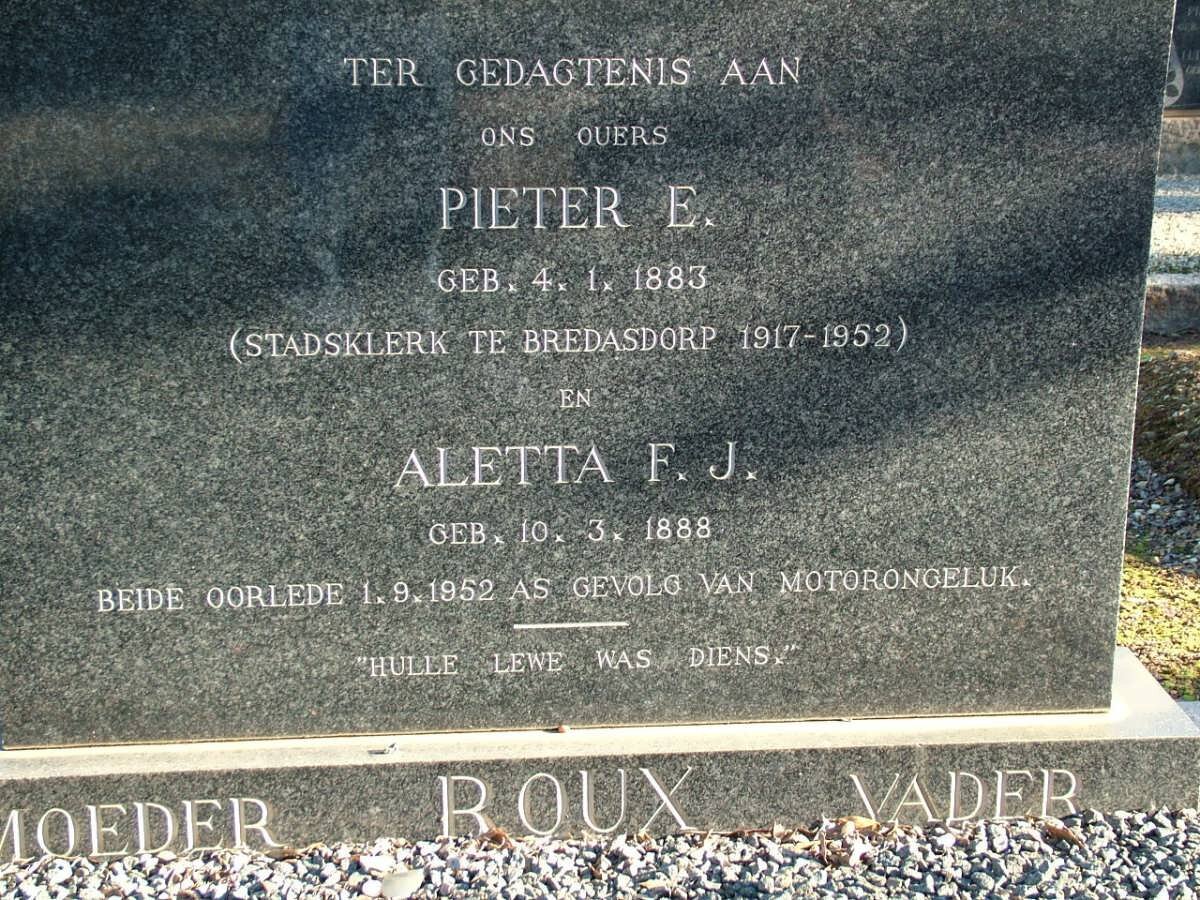 TER GEDAGTENIS AAN
ONS OUERS
PIETER E.
GEB. 4. 1. 1883
(STADSKLERK TE BREDASDORP 1917-1952)
EN
ALETTA F. J.
GEB. 10. 3. 1888
BEIDE OORLEDE 1.9.1952 AS GEVOLG VAN MOTORONGELUK.
"HULLE LEWE WAS DIENS."
MOEDER ROUX VADER